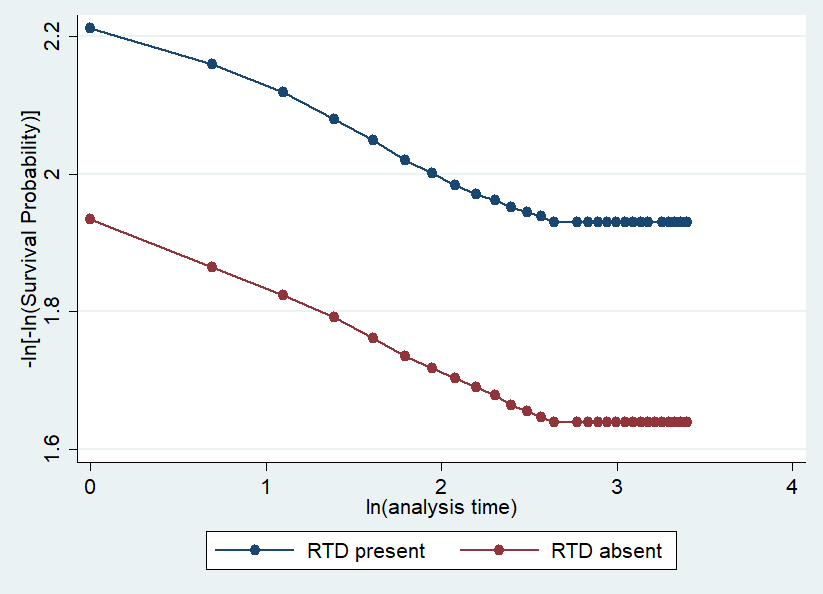 -ln[-ln(Survival Probability)]
2.2
2
1.8
1.6
0 1 2 3 4
ln(analysis time)
RTD present RTD absent